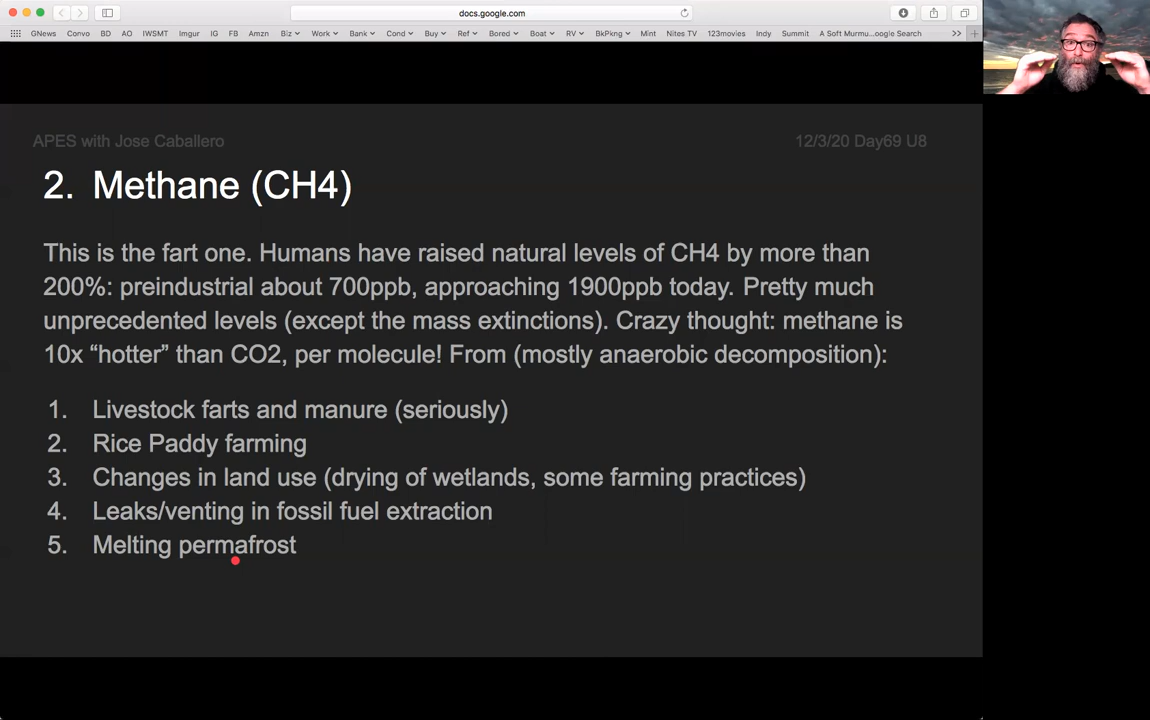 docs.google.com
GNews Convo BD AO IWSMT Imgur IG FB Amzn Biz Work Bank Cond Buy Ref Bored Boat RV BkPkng Mint Nites TV 123movies Indy Summit A Soft Murmu...oogle Search
APES with Jose Caballero 12/3/20 Day69 U8
2. Methane (CH4)
This is the fart one. Humans have raised natural levels of CH4 by more than
200%: preindustrial about 700ppb, approaching 1900ppb today. Pretty much
unprecedented levels (except the mass extinctions). Crazy thought: methane is
10x “hotter” than CO2, per molecule! From (mostly anaerobic decomposition):
1. Livestock farts and manure (seriously)
2. Rice Paddy farming
3. Changes in land use (drying of wetlands, some farming practices)
4. Leaks/venting in fossil fuel extraction
5. Melting permafrost